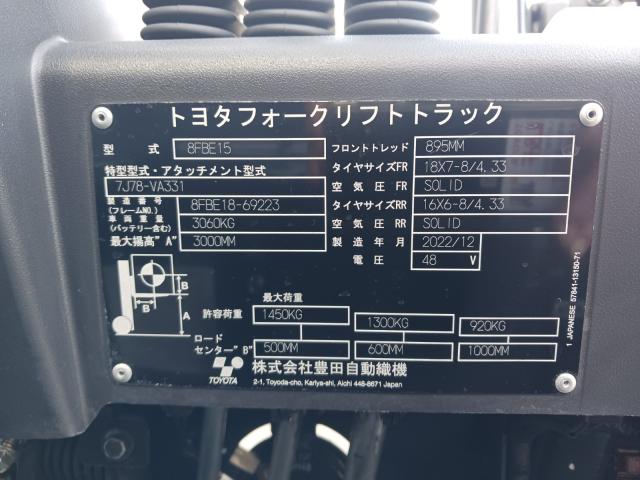 トヨタフォークリフトトラック
型式 8FBE15 フロントトレッド 895MM
特型型式・アタッチメント型式 タイヤサイズFR 18X7-8/4.33
7J78-VA331 空気圧FR SOLID
製造番号(フレームNO.) 8FBE18-69223 タイヤサイズRR 16X6-8/4.33
車両重量(バッテリー含む) 3060KG 空気圧RR SOLID
最大揚高"A" 3000MM 製造年月 2022/12
電圧 48 V
B
B A
最大荷重
許容荷重 1450KG 1300KG 920KG
ロードセンター"B" 500MM 600MM 1000MM
TOYOTA 株式会社豊田自動織機
2-1, Toyoda-cho, Kariya-shi, Aichi 448-8671 Japan
1 JAPANESE 57841-13150-71